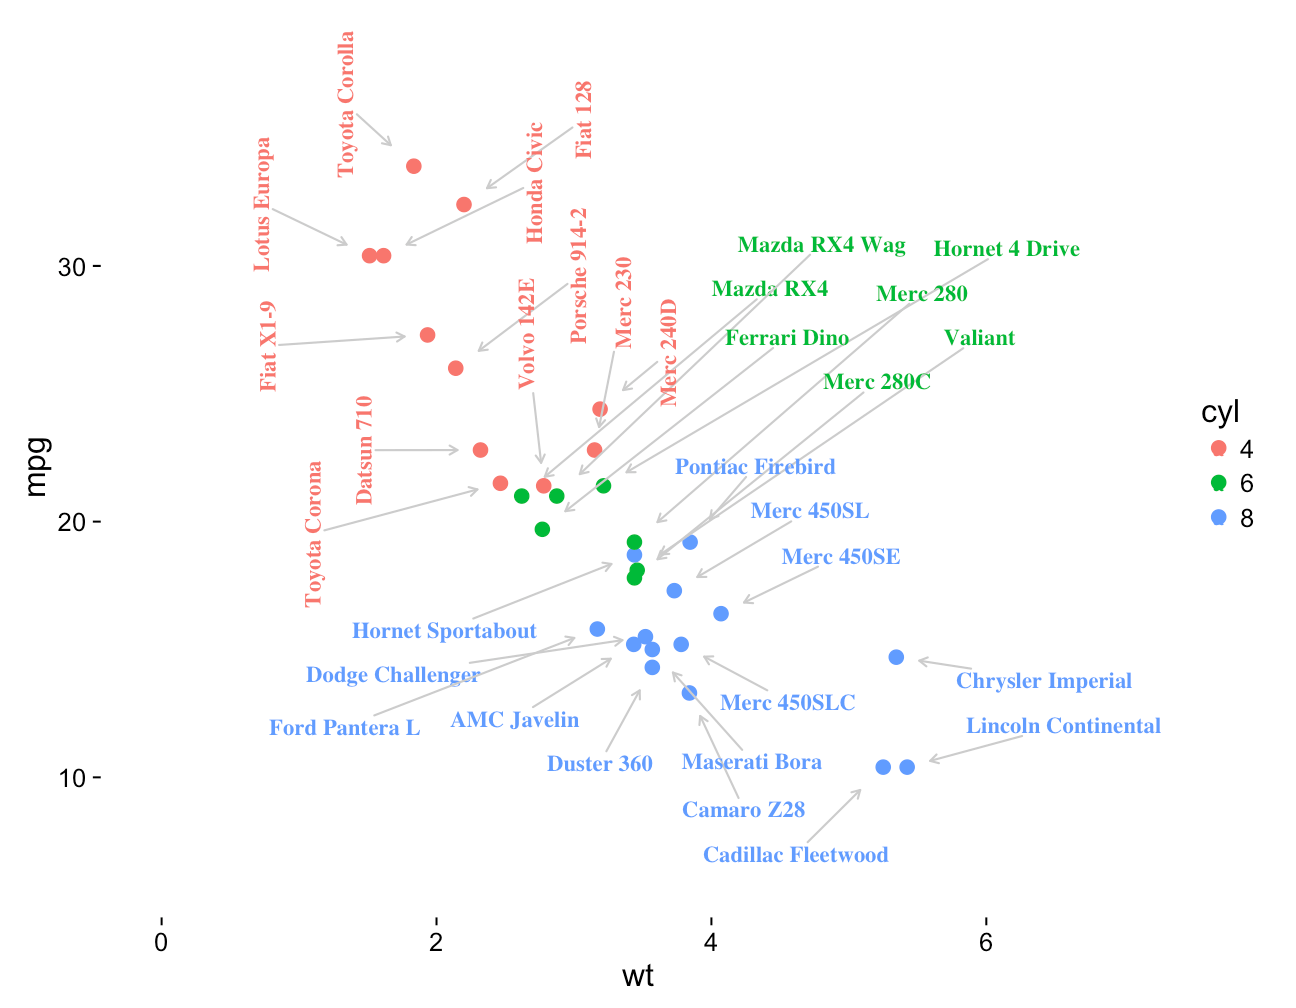 Toyota Corolla
Fiat 128
Honda Civic
Lotus Europa
Porsche 914-2
Mazda RX4 Wag
Hornet 4 Drive
Merc 230
Mazda RX4
Merc 280
30
Volvo 142E
Fiat X1-9
Merc 240D
Ferrari Dino
Valiant
Merc 280C
Datsun 710
cyl
4
6
8
mpg
Pontiac Firebird
20
Merc 450SL
Toyota Corona
Merc 450SE
Hornet Sportabout
Dodge Challenger
Chrysler Imperial
Merc 450SLC
Ford Pantera L
AMC Javelin
Lincoln Continental
Duster 360
Maserati Bora
10
Camaro Z28
Cadillac Fleetwood
0
2
4
6
wt